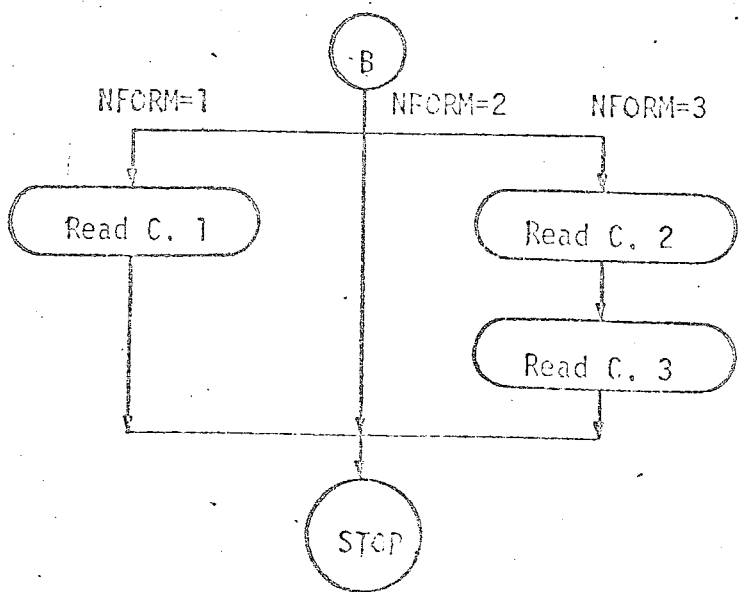 B
NFORM=1
NFORM=2
NFORM=3
Read C. 1
Read C. 2
Read C. 3
STOP